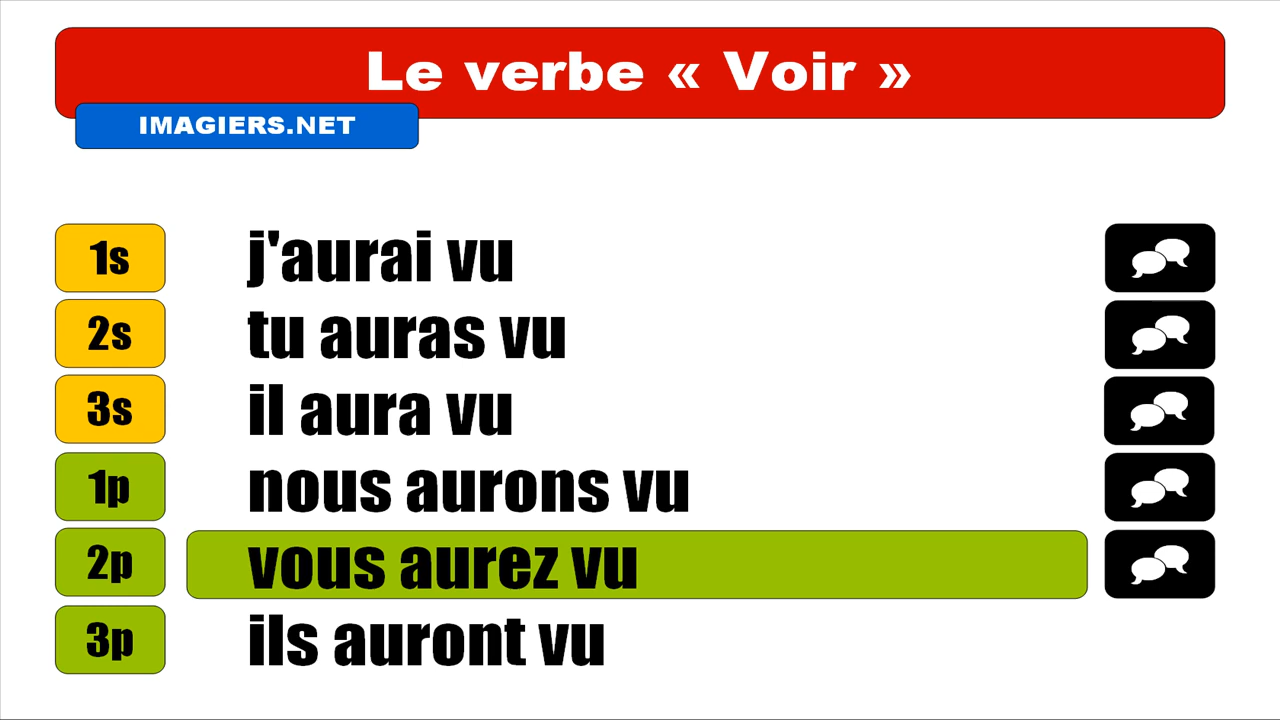 Le verbe « Voir »
IMAGIERS.NET
1s j'aurai vu
2s tu auras vu
3s il aura vu
1p nous aurons vu
2p vous aurez vu
3p ils auront vu